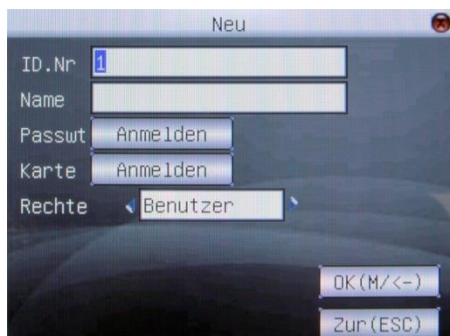 Neu
ID.Nr 1
Name
Passwt Anmelden
Karte Anmelden
Rechte Benutzer
OK(M/<-)
Zur(ESC)